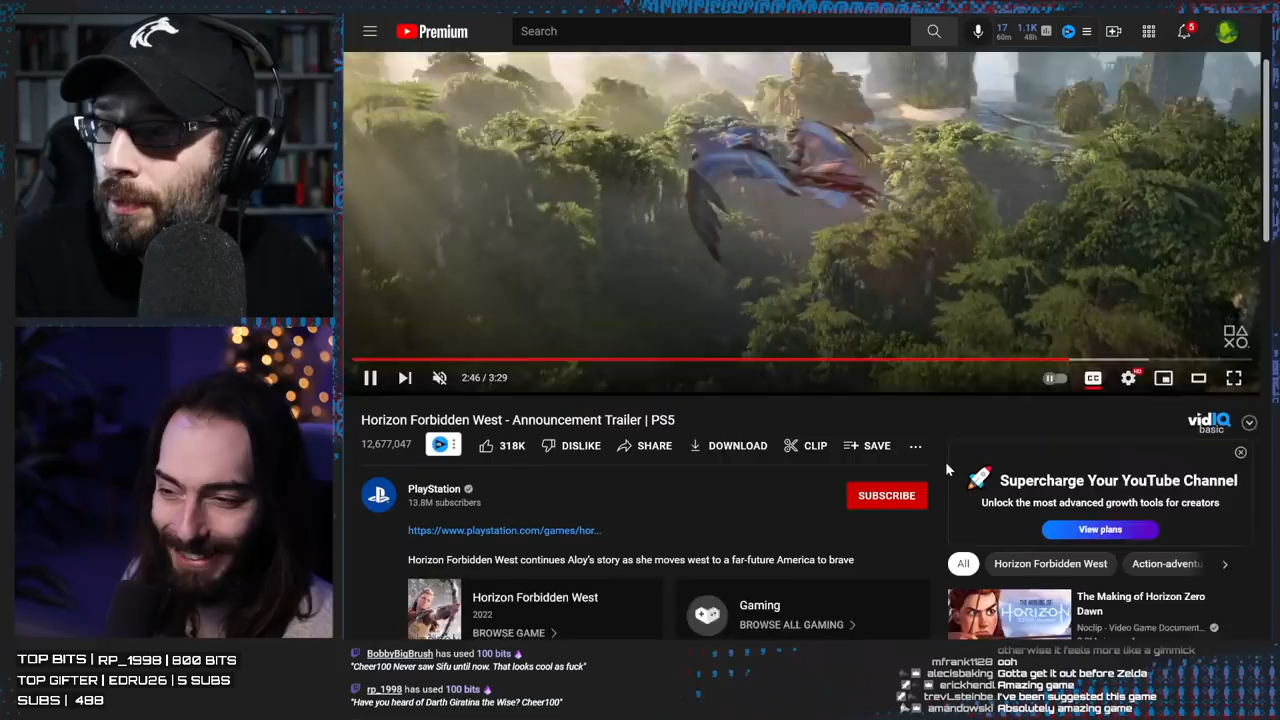 Premium
Search
17
60m
1.1K
48h
5
2:46 / 3:29
CC
HD
Horizon Forbidden West - Announcement Trailer | PS5
12,677,047
318K
DISLIKE
SHARE
DOWNLOAD
CLIP
SAVE
vidIQ
basic
PlayStation
13.8M subscribers
SUBSCRIBE
https://www.playstation.com/games/hor...
Horizon Forbidden West continues Aloy's story as she moves west to a far-future America to brave
Horizon Forbidden West
2022
BROWSE GAME
Gaming
BROWSE ALL GAMING
Supercharge Your YouTube Channel
Unlock the most advanced growth tools for creators
View plans
All
Horizon Forbidden West
Action-adventu
THE MAKING OF
HORIZON
The Making of Horizon Zero
Dawn
Noclip - Video Game Document...
TOP BITS | RP_1998 | 800 BITS
TOP GIFTER | EDRU26 | 5 SUBS
SUBS | 488
BobbyBigBrush has used 100 bits
"Cheer100 Never saw Sifu until now. That looks cool as fuck"
rp_1998 has used 100 bits
"Have you heard of Darth Giratina the Wise? Cheer100"
otherwise it feels more like a gimmick
mfrank1128 ooh
alecisbaking Gotta get it out before Zelda
erickhendl Amazing game
trevl_steinbe I've been suggested this game
amandowski Absolutely amazing game